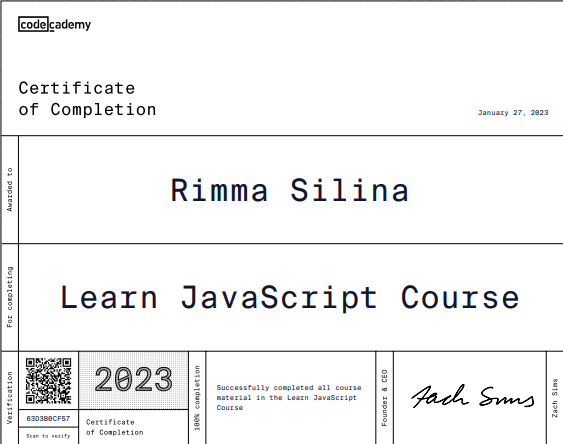 codecademy
Certificate
of Completion
January 27, 2023
Awarded to
Rimma Silina
For completing
Learn JavaScript Course
Verification
63D3B0CF57
Scan to verify
2023
Certificate
of Completion
100% completion
Successfully completed all course
material in the Learn JavaScript
Course
Founder & CEO
Zach Sims
Zach Sims